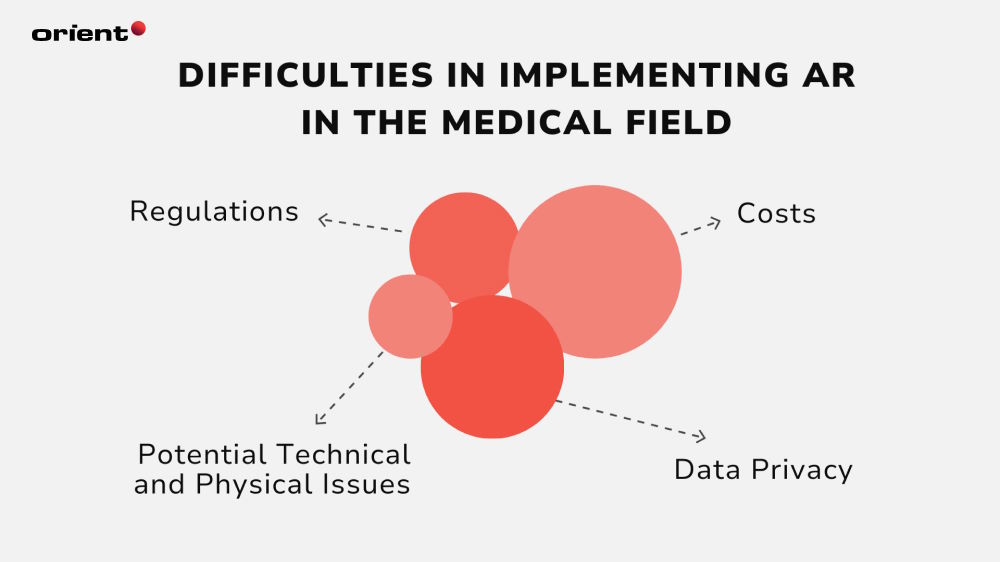 orient
DIFFICULTIES IN IMPLEMENTING AR
IN THE MEDICAL FIELD
Regulations
Costs
Potential Technical
and Physical Issues
Data Privacy